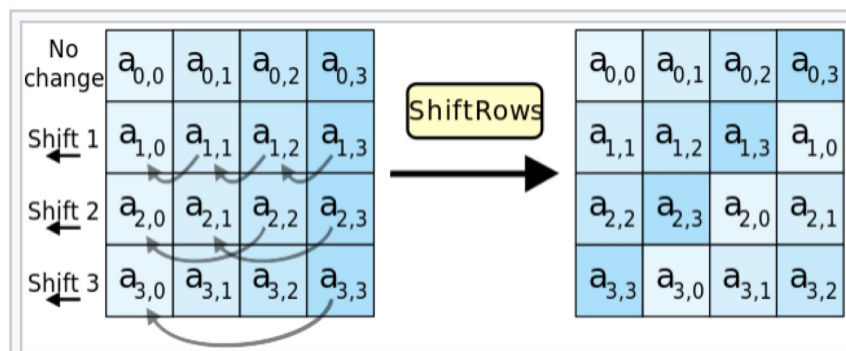 No change a0,0 a0,1 a0,2 a0,3 a0,0 a0,1 a0,2 a0,3
ShiftRows
Shift 1 a1,0 a1,1 a1,2 a1,3 a1,1 a1,2 a1,3 a1,0
Shift 2 a2,0 a2,1 a2,2 a2,3 a2,2 a2,3 a2,0 a2,1
Shift 3 a3,0 a3,1 a3,2 a3,3 a3,3 a3,0 a3,1 a3,2